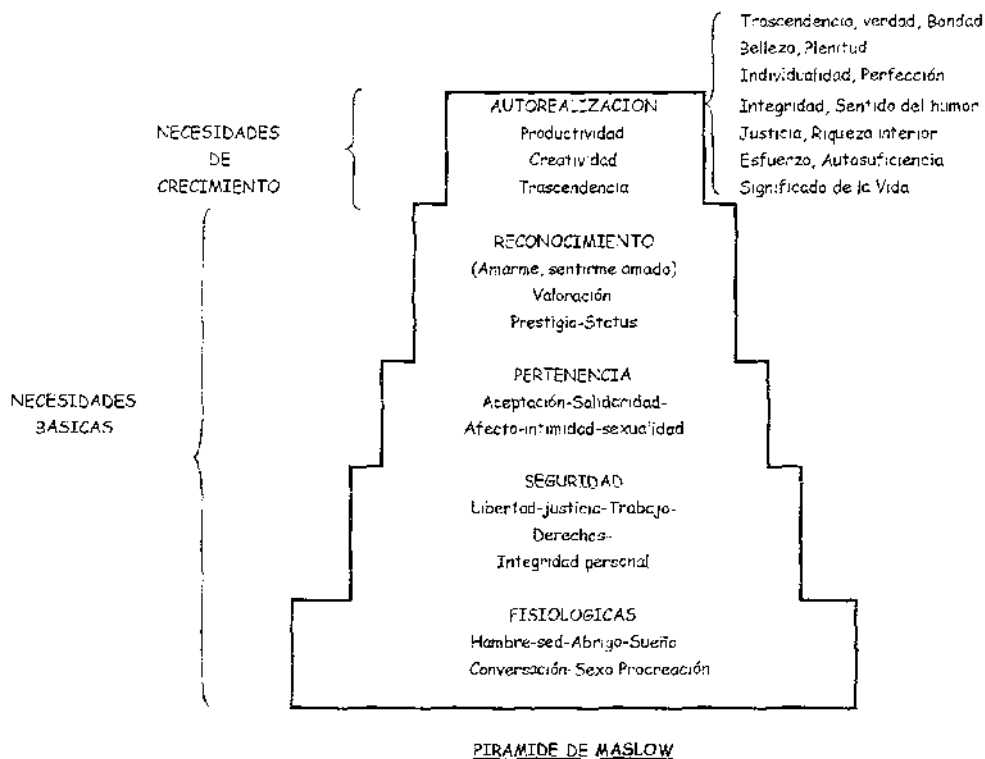 Trascendencia, verdad, Bondad
Belleza, Plenitud
Individualidad, Perfección
Integridad, Sentido del humor
Justicia, Riqueza interior
Esfuerzo, Autosuficiencia
Significado de la Vida
NECESIDADES
DE
CRECIMIENTO
AUTOREALIZACION
Productividad
Creatividad
Trascendencia
RECONOCIMIENTO
(Amarme, sentirme amado)
Valoración
Prestigio-Status
NECESIDADES
BASICAS
PERTENENCIA
Aceptación-Solidaridad-
Afecto-intimidad-sexualidad
SEGURIDAD
Libertad-justicia-Trabajo-
Derechos-
Integridad personal
FISIOLOGICAS
Hambre-sed-Abrigo-Sueño
Conversación-Sexo Procreación
PIRAMIDE DE MASLOW